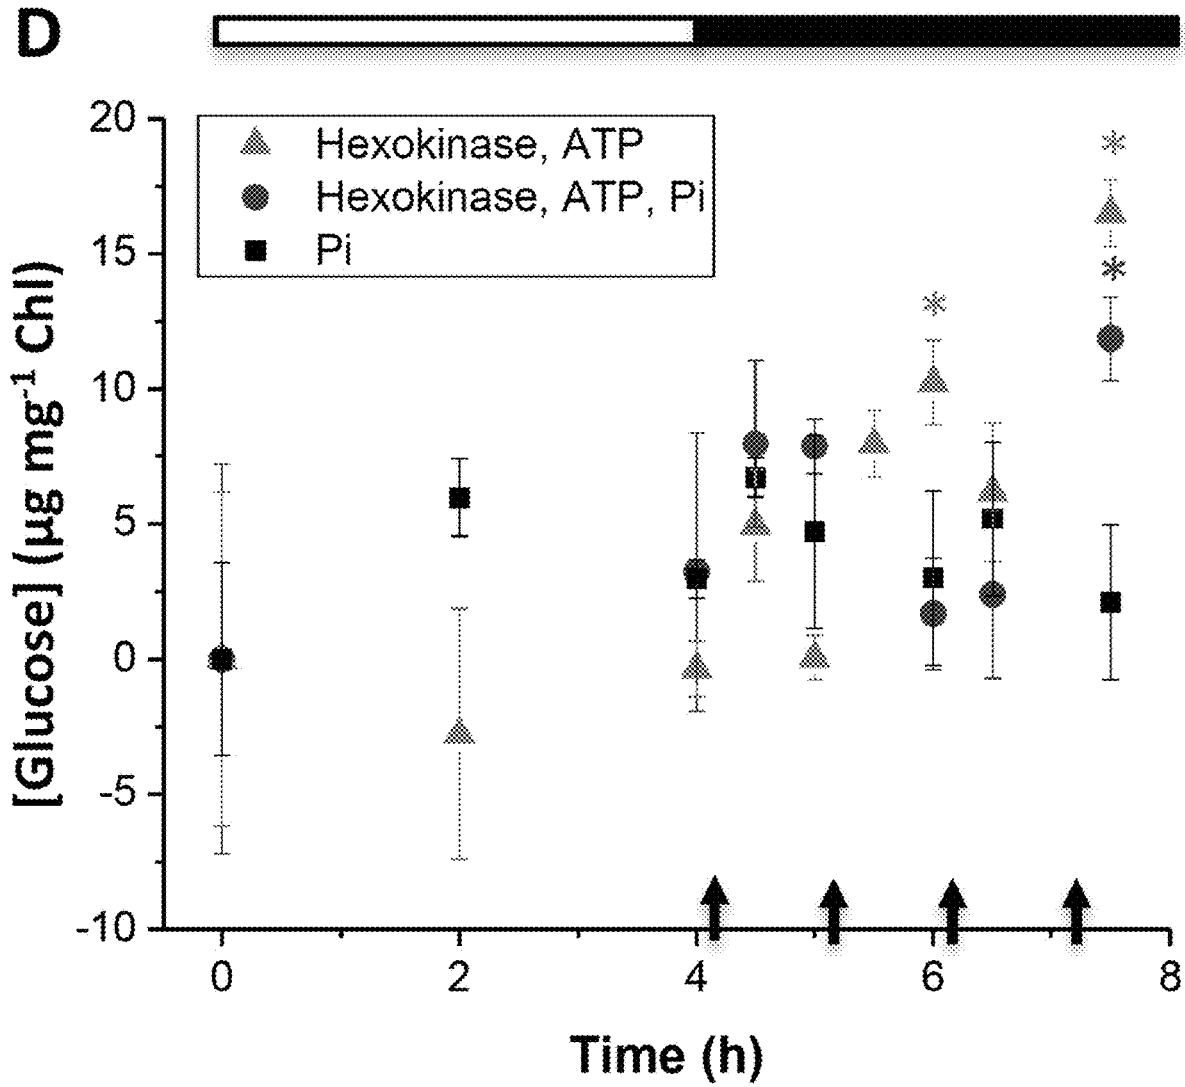 D
20
15
10
5
0
-5
-10
[Glucose] (µg mg⁻¹ Chl)
Hexokinase, ATP
Hexokinase, ATP, Pi
Pi
*
*
*
0 2 4 6 8
Time (h)